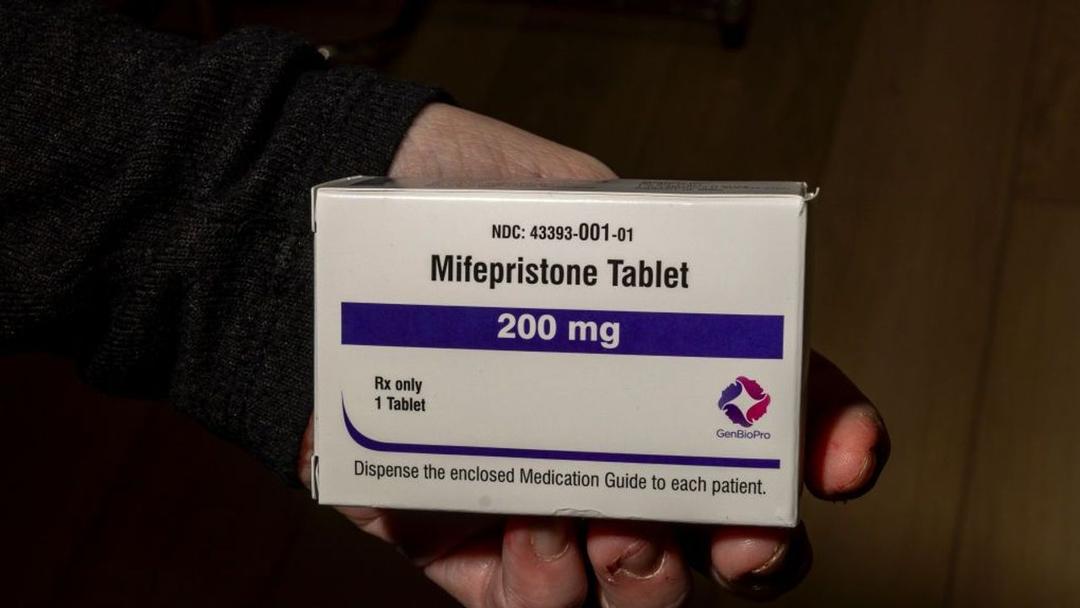 NDC: 43393-001-01
Mifepristone Tablet
200 mg
Rx only
1 Tablet
GenBioPro
Dispense the enclosed Medication Guide to each patient.